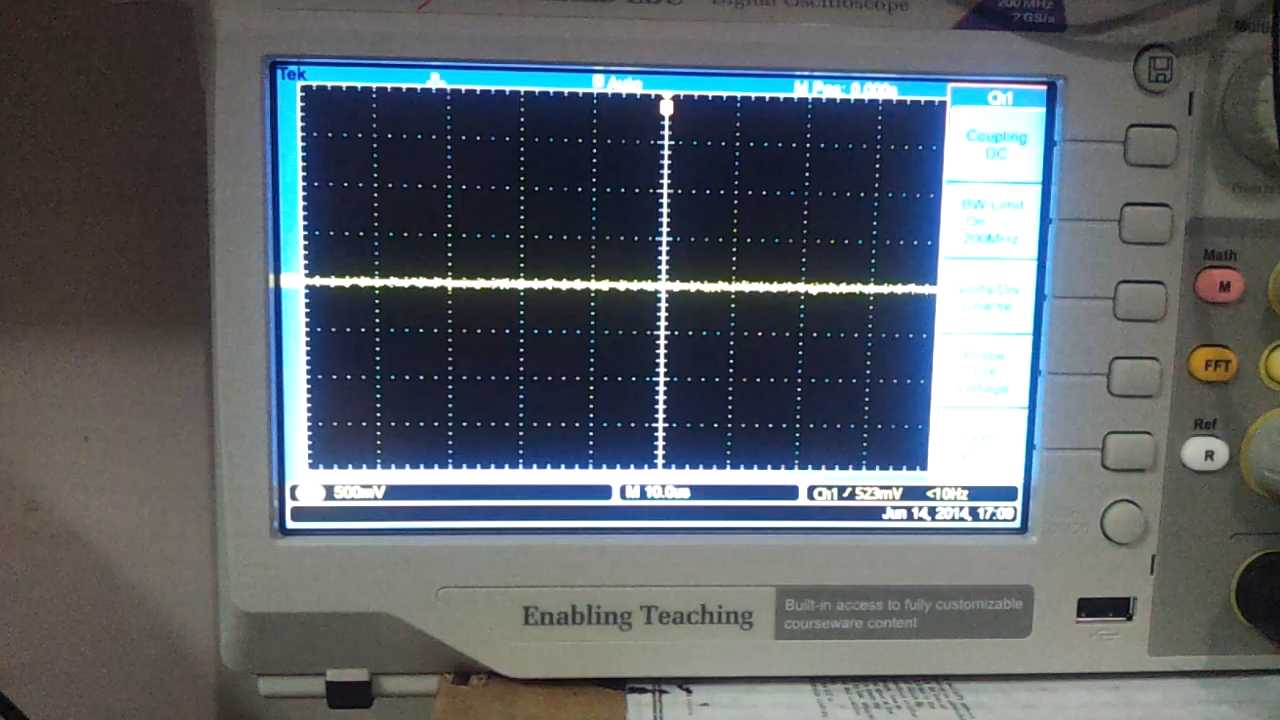 Digital Oscilloscope
200 MHz
2 GS/s
Tek
Auto
M Pos: 0.000s
Ch1
Coupling
DC
BW Limit
On
200MHz
Volts/Div
Coarse
Probe
10X
Voltage
Math
M
FFT
Ref
R
500mV
M 10.0us
Ch1 / 523mV <10Hz
Jun 14, 2014, 17:09
Enabling Teaching
Built-in access to fully customizable
courseware content